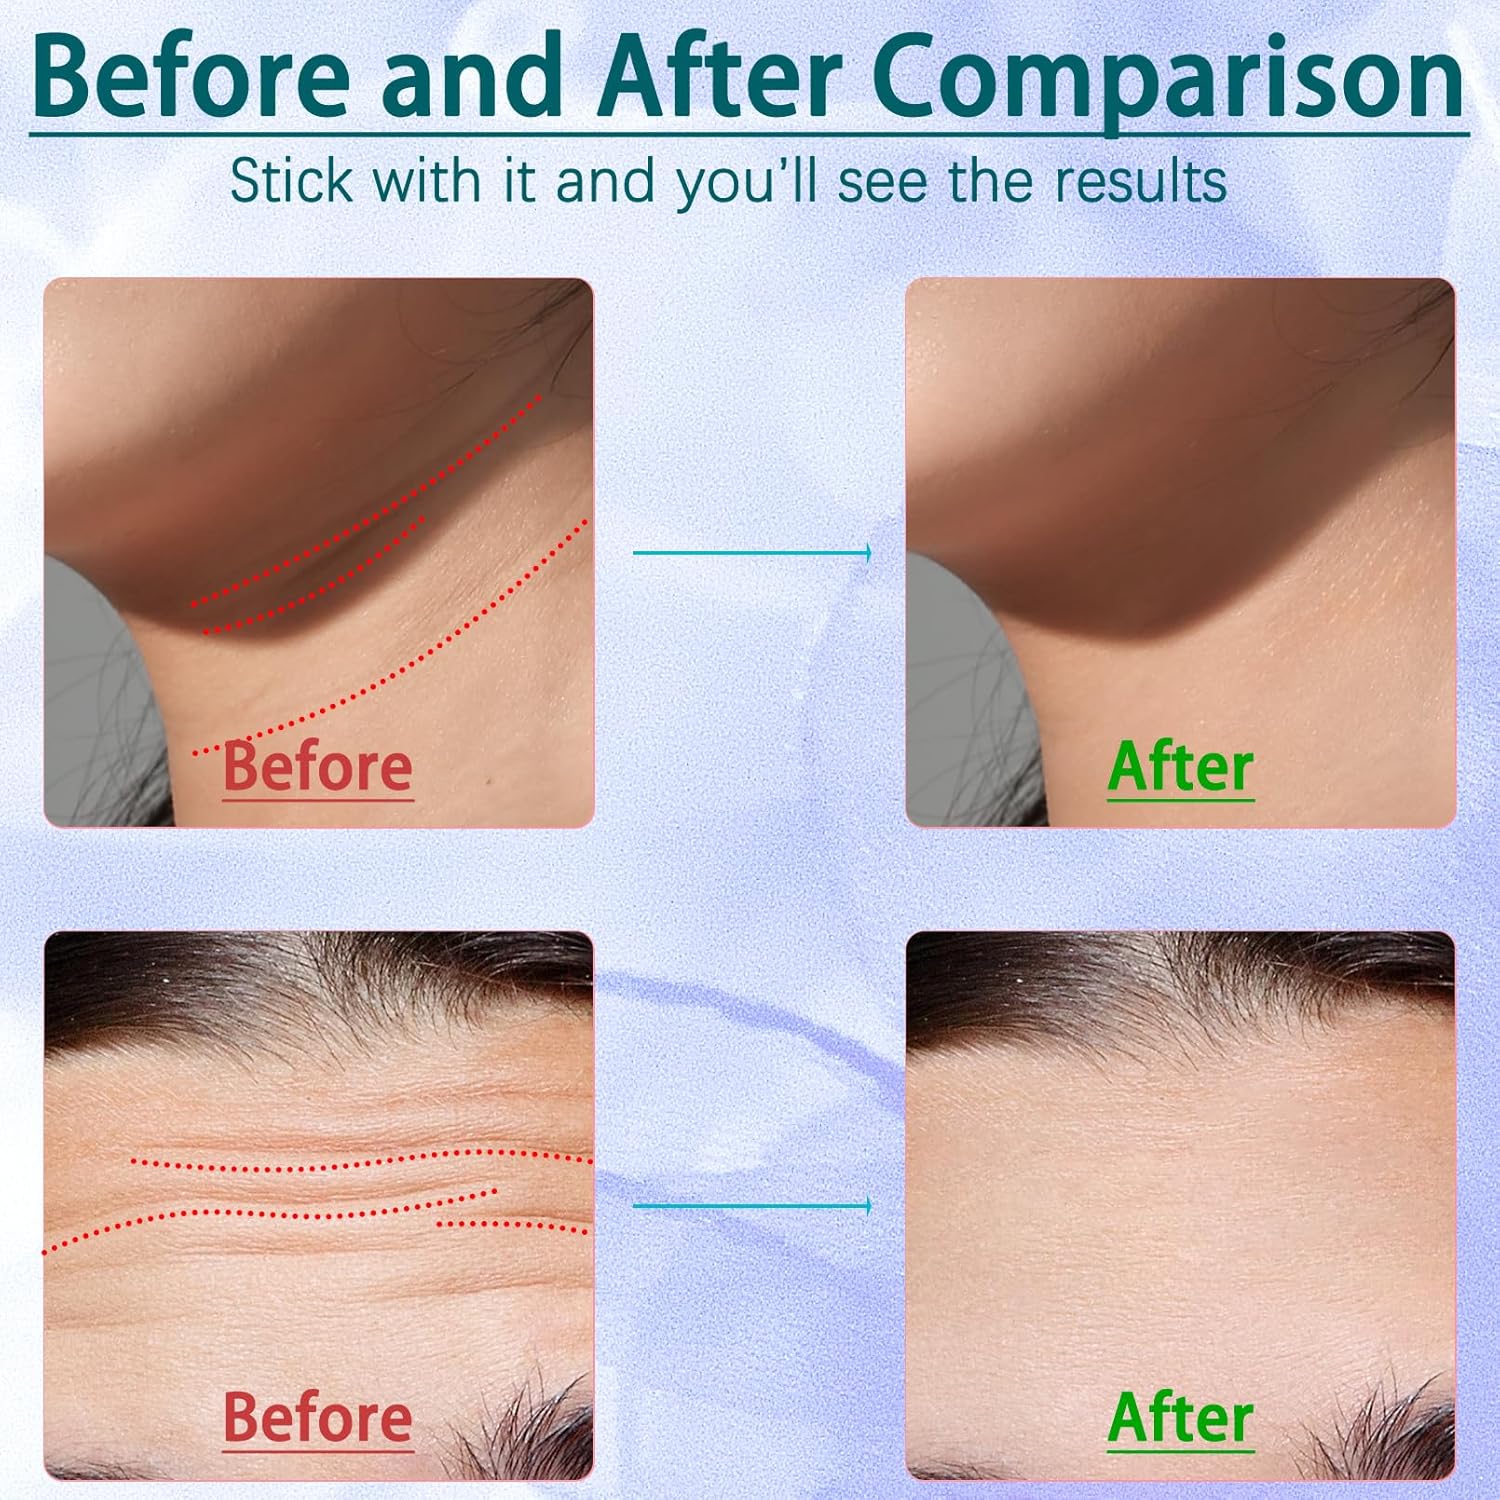 Before and After Comparison
Stick with it and you'll see the results
Before
After
Before
After